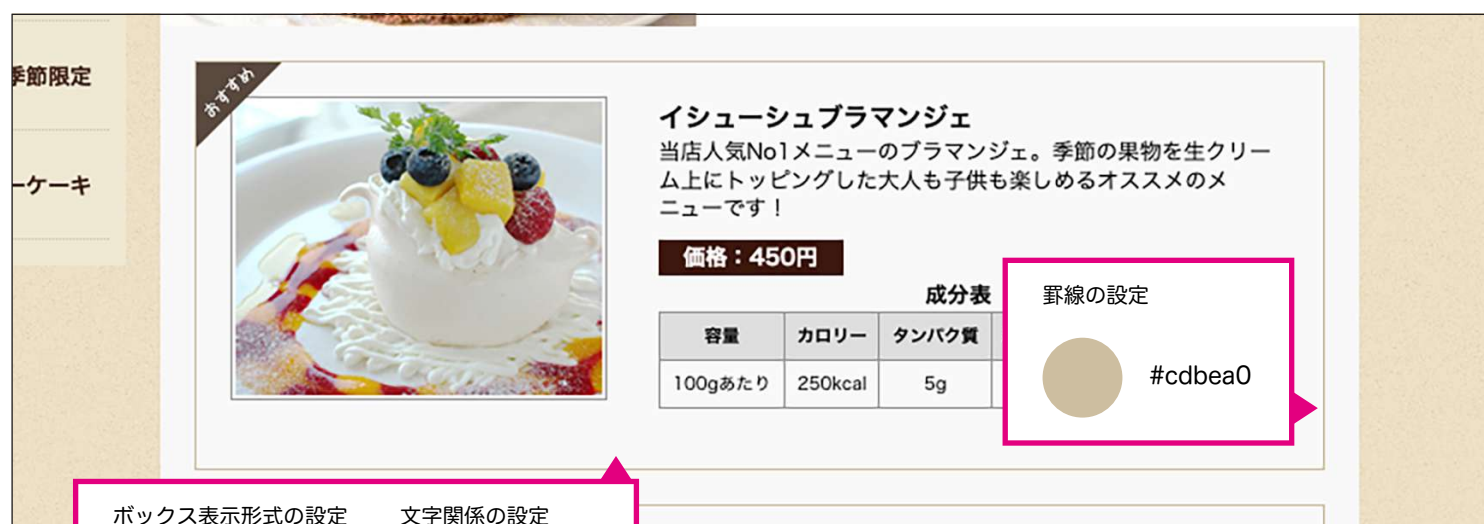 季節限定
ーケーキ
おすすめ
イシューシュブラマンジェ
当店人気No1メニューのブラマンジェ。季節の果物を生クリー
ム上にトッピングした大人も子供も楽しめるオススメのメ
ニューです！
価格：450円
成分表
容量 カロリー タンパク質
100gあたり 250kcal 5g
罫線の設定
#cdbea0
ボックス表示形式の設定 文字関係の設定